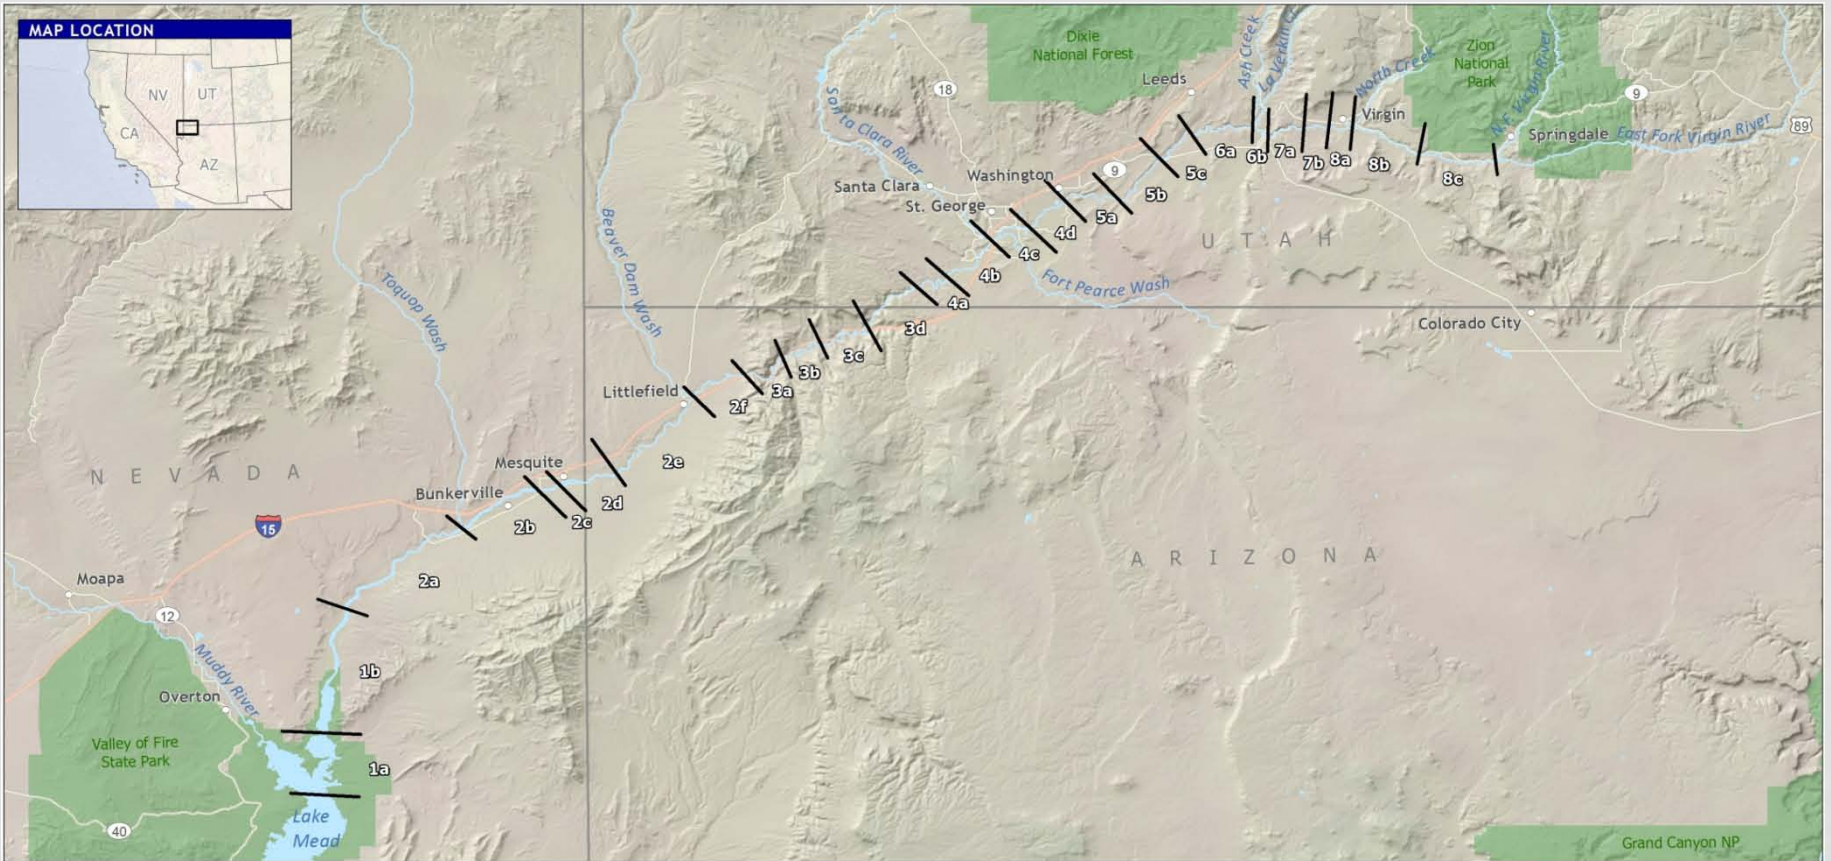 MAP LOCATION
NV
UT
CA
AZ
Dixie
National Forest
Zion
National
Park
Ash Creek
La Verkin C
North Creek
N.F. Virgin River
Leeds
18
9
Virgin
Springdale
East Fork Virgin River
89
Santa Clara River
Washington
9
Santa Clara
St. George
6a
6b
7a
7b
8a
8b
8c
5c
5b
5a
4d
4c
4b
4a
UTAH
Fort Pearce Wash
Beaver Dam Wash
Toquop Wash
Colorado City
3d
3c
3b
3a
2f
Littlefield
2e
NEVADA
Mesquite
Bunkerville
2d
2c
2b
15
ARIZONA
2a
Moapa
12
Muddy River
1b
Overton
Valley of Fire
State Park
1a
Lake
Mead
40
Grand Canyon NP